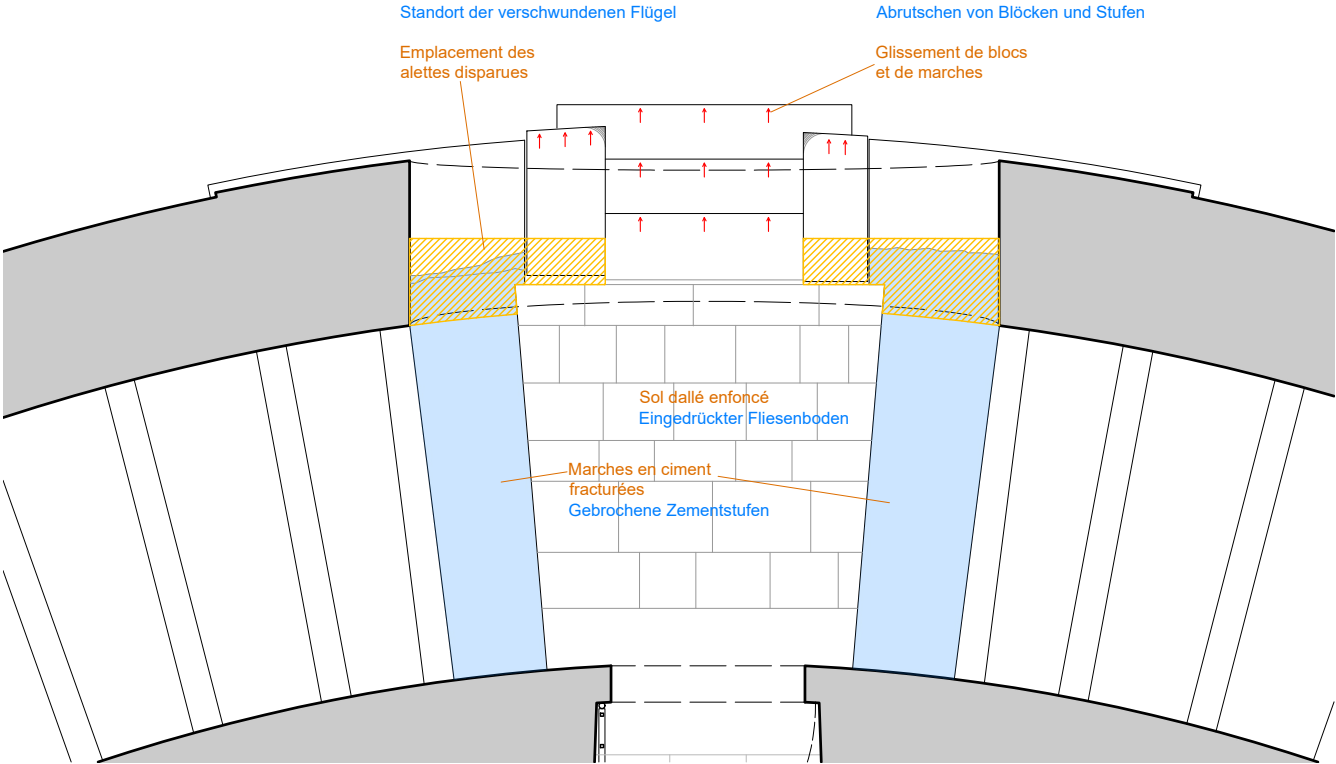 Standort der verschwundenen Flügel
Emplacement des
alettes disparues
Abrutschen von Blöcken und Stufen
Glissement de blocs
et de marches
Sol dallé enfoncé
Eingedrückter Fliesenboden
Marches en ciment
fracturées
Gebrochene Zementstufen